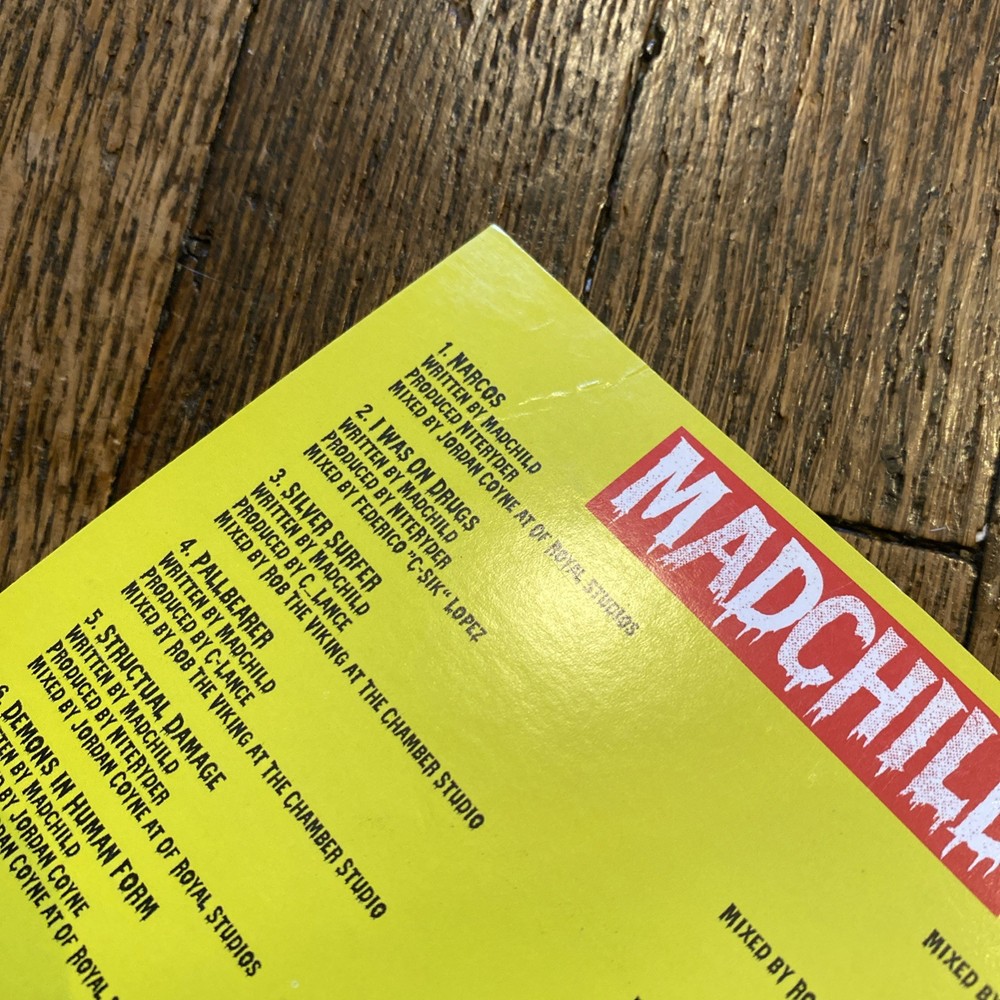 1. NARCOS
WRITTEN BY MADCHILD
PRODUCED NITERYDER
MIXED BY JORDAN COYNE AT OF ROYAL STUDIOS
2. I WAS ON DRUGS
WRITTEN BY MADCHILD
PRODUCED BY NITERYDER
MIXED BY FEDERICO "C-SIK" LOPEZ
3. SILVER SURFER
WRITTEN BY MADCHILD
PRODUCED BY C_LANCE
MIXED BY ROB THE VIKING AT THE CHAMBER STUDIO
4. PALLBEARER
WRITTEN BY MADCHILD
PRODUCED BY C-LANCE
MIXED BY ROB THE VIKING AT THE CHAMBER STUDIO
5. STRUCTUAL DAMAGE
WRITTEN BY MADCHILD
PRODUCED BY NITERYDER
MIXED BY JORDAN COYNE AT OF ROYAL STUDIOS
6. DEMONS IN HUMAN FORM
BY MADCHILD
BY JORDAN COYNE
COYNE AT OF ROYAL
MADCHIL
MIXED BY
MIXED BY